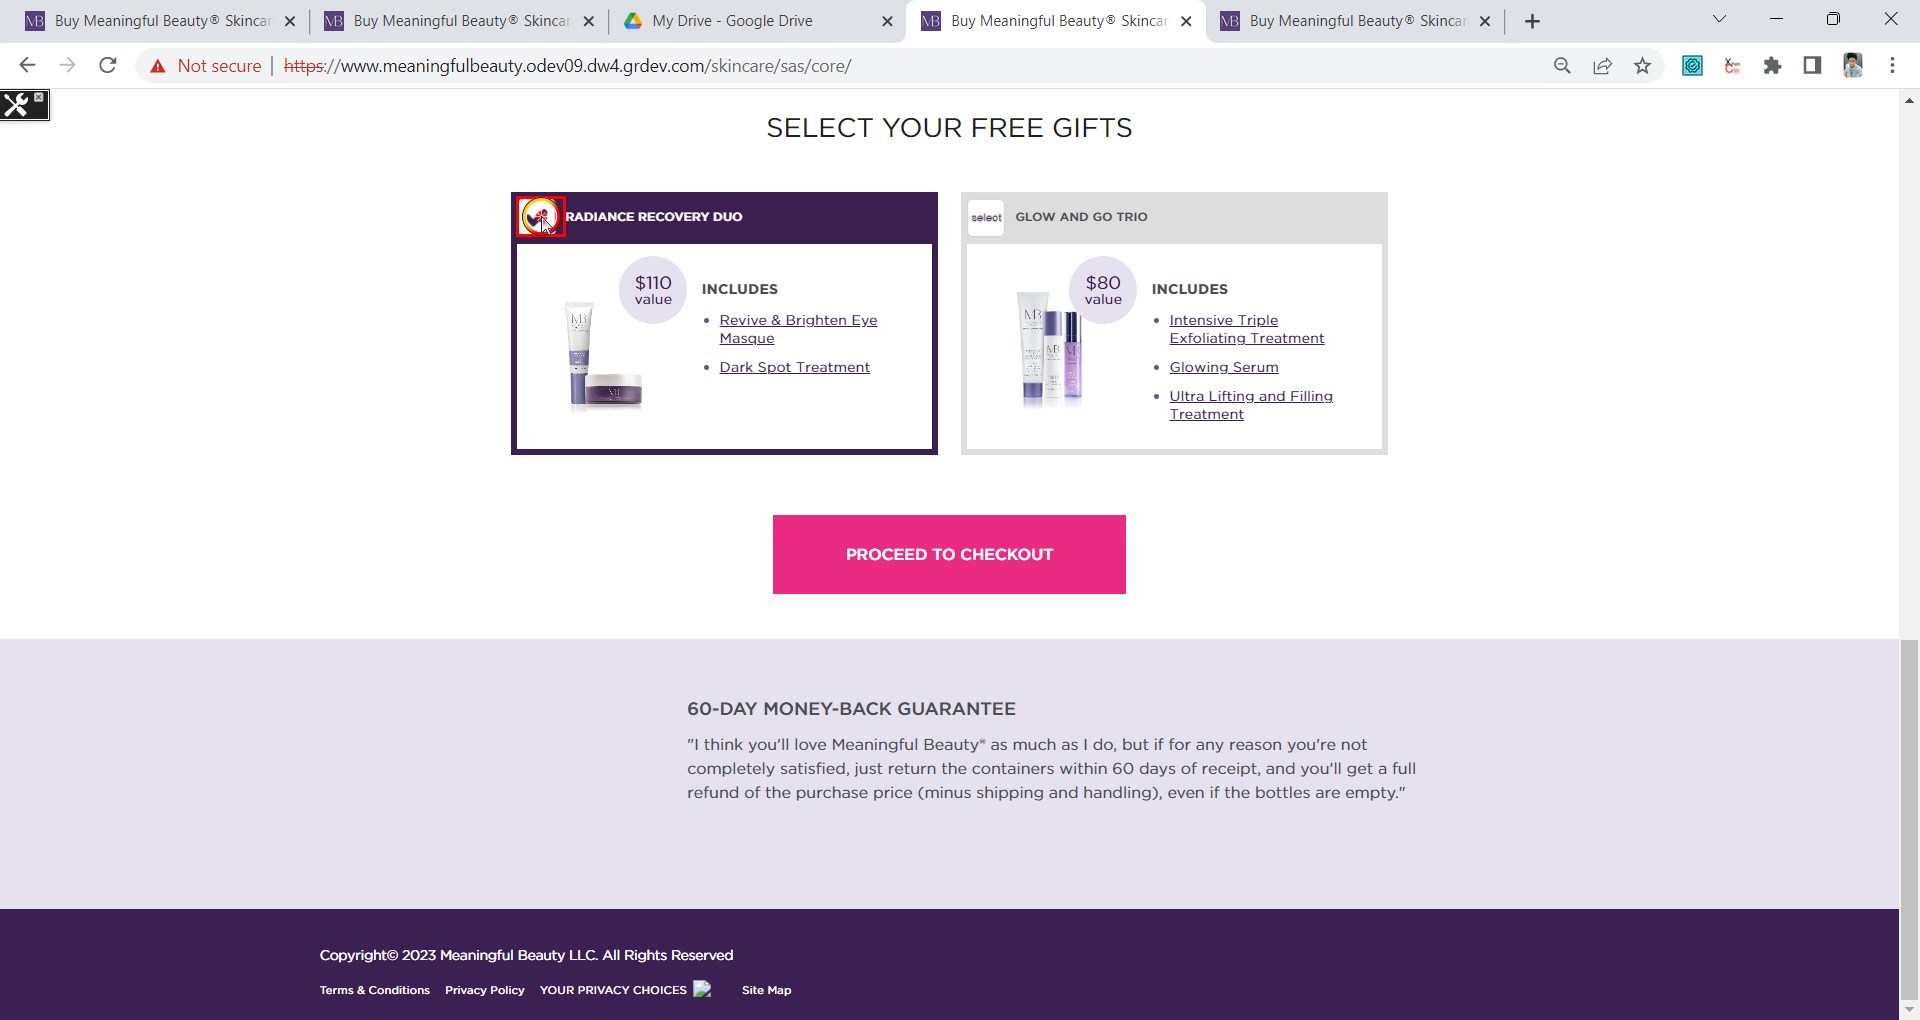 Buy Meaningful Beauty® Skincar
Buy Meaningful Beauty® Skincar
My Drive - Google Drive
Buy Meaningful Beauty® Skincar
Buy Meaningful Beauty® Skincar
Not secure
https://www.meaningfulbeauty.odev09.dw4.grdev.com/skincare/sas/core/
SELECT YOUR FREE GIFTS
RADIANCE RECOVERY DUO
$110
value
INCLUDES
Revive & Brighten Eye
Masque
Dark Spot Treatment
select
GLOW AND GO TRIO
$80
value
INCLUDES
Intensive Triple
Exfoliating Treatment
Glowing Serum
Ultra Lifting and Filling
Treatment
PROCEED TO CHECKOUT
60-DAY MONEY-BACK GUARANTEE
"I think you'll love Meaningful Beauty® as much as I do, but if for any reason you're not
completely satisfied, just return the containers within 60 days of receipt, and you'll get a full
refund of the purchase price (minus shipping and handling), even if the bottles are empty."
Copyright© 2023 Meaningful Beauty LLC. All Rights Reserved
Terms & Conditions Privacy Policy YOUR PRIVACY CHOICES Site Map